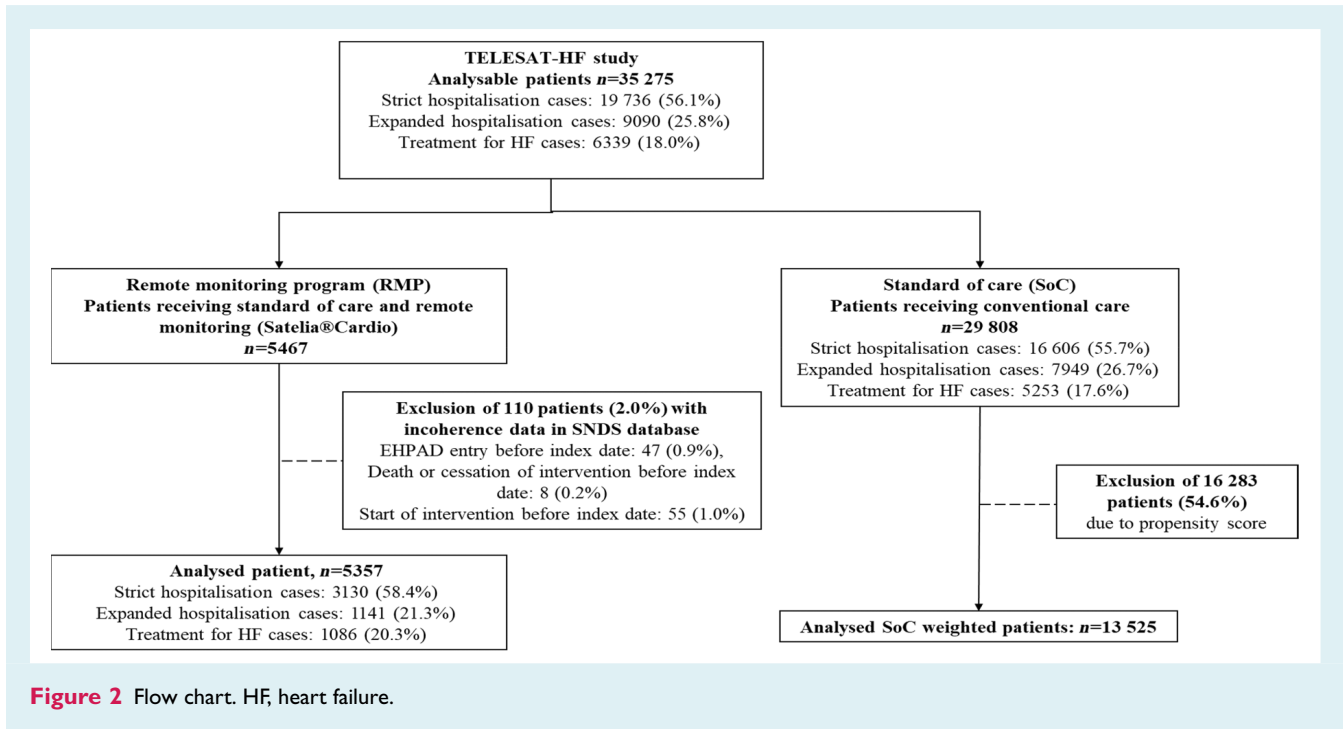 TELESAT-HF study
Analysable patients n=35 275
Strict hospitalisation cases: 19 736 (56.1%)
Expanded hospitalisation cases: 9090 (25.8%)
Treatment for HF cases: 6339 (18.0%)
Remote monitoring program (RMP)
Patients receiving standard of care and remote
monitoring (Satelia®Cardio)
n=5467
Standard of care (SoC)
Patients receiving conventional care
n=29 808
Strict hospitalisation cases: 16 606 (55.7%)
Expanded hospitalisation cases: 7949 (26.7%)
Treatment for HF cases: 5253 (17.6%)
Exclusion of 110 patients (2.0%) with
incoherence data in SNDS database
EHPAD entry before index date: 47 (0.9%),
Death or cessation of intervention before index
date: 8 (0.2%)
Start of intervention before index date: 55 (1.0%)
Exclusion of 16 283
patients (54.6%)
due to propensity score
Analysed patient, n=5357
Strict hospitalisation cases: 3130 (58.4%)
Expanded hospitalisation cases: 1141 (21.3%)
Treatment for HF cases: 1086 (20.3%)
Analysed SoC weighted patients: n=13 525
Figure 2 Flow chart. HF, heart failure.